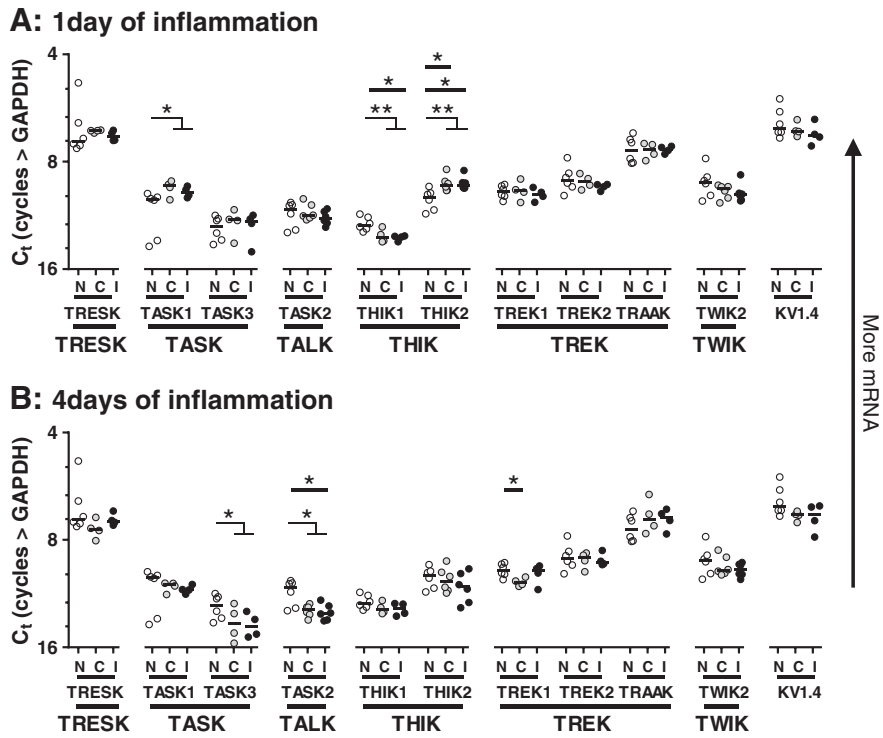 A: 1day of inflammation
4
8
16
Ct (cycles > GAPDH)
* * * * ** **
N C I N C I N C I N C I N C I N C I N C I N C I N C I N C I N C I
TRESK TASK1 TASK3 TASK2 THIK1 THIK2 TREK1 TREK2 TRAAK TWIK2 KV1.4
TRESK TASK TALK THIK TREK TWIK
More mRNA
B: 4days of inflammation
4
8
16
Ct (cycles > GAPDH)
* * * *
N C I N C I N C I N C I N C I N C I N C I N C I N C I N C I N C I
TRESK TASK1 TASK3 TASK2 THIK1 THIK2 TREK1 TREK2 TRAAK TWIK2 KV1.4
TRESK TASK TALK THIK TREK TWIK